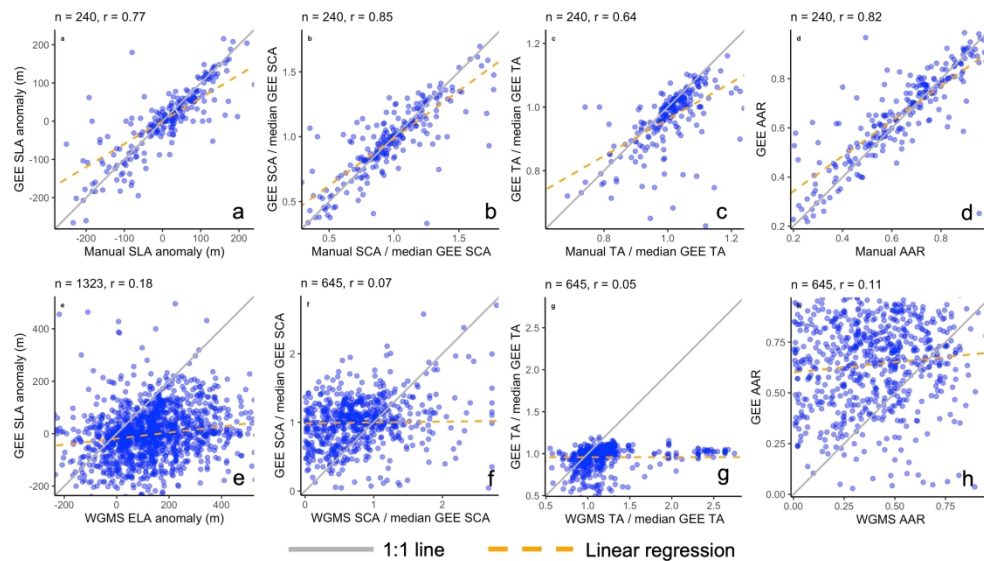 n = 240, r = 0.77
n = 240, r = 0.85
n = 240, r = 0.64
n = 240, r = 0.82
GEE SLA anomaly (m)
200
100
0
-100
-200
a
a
-200 -100 0 100 200
Manual SLA anomaly (m)
GEE SCA / median GEE SCA
1.5
1.0
0.5
b
b
0.5 1.0 1.5
Manual SCA / median GEE SCA
GEE TA / median GEE TA
1.2
1.0
0.8
c
c
0.6 0.8 1.0 1.2
Manual TA / median GEE TA
GEE AAR
1.0
0.8
0.6
0.4
0.2
d
d
0.2 0.4 0.6 0.8
Manual AAR
n = 1323, r = 0.18
n = 645, r = 0.07
n = 645, r = 0.05
n = 645, r = 0.11
GEE SLA anomaly (m)
400
200
0
-200
e
e
-200 0 200 400
WGMS ELA anomaly (m)
GEE SCA / median GEE SCA
2
1
0
f
f
0 1 2
WGMS SCA / median GEE SCA
GEE TA / median GEE TA
2.5
2.0
1.5
1.0
0.5
g
g
0.5 1.0 1.5 2.0 2.5
WGMS TA / median GEE TA
GEE AAR
0.75
0.50
0.25
0.00
h
0.00 0.25 0.50 0.75
WGMS AAR
1:1 line
Linear regression